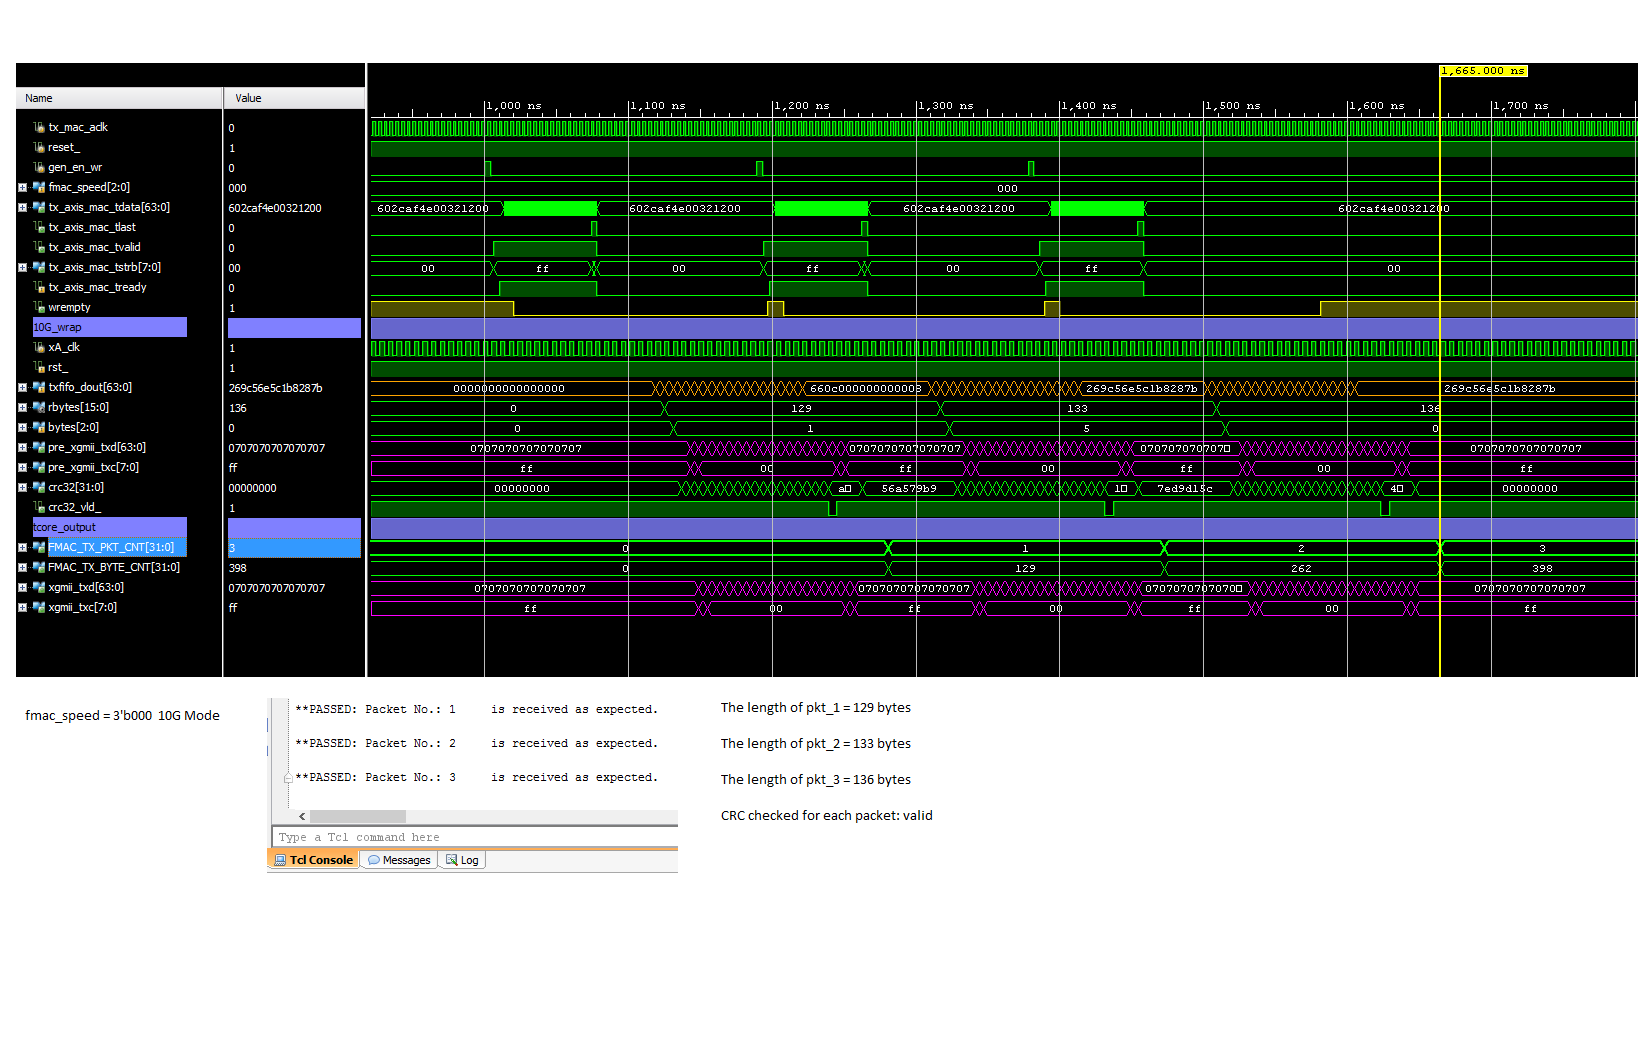 1,665.000 ns
Name Value
1,000 ns 1,100 ns 1,200 ns 1,300 ns 1,400 ns 1,500 ns 1,600 ns 1,700 ns
tx_mac_aclk 0
reset_ 1
gen_en_wr 0
fmac_speed[2:0] 000 000
tx_axis_mac_tdata[63:0] 602caf4e00321200 602caf4e00321200 602caf4e00321200 602caf4e00321200 602caf4e00321200
tx_axis_mac_tlast 0
tx_axis_mac_tvalid 0
tx_axis_mac_tstrb[7:0] 00 00 ff 00 ff 00 ff 00
tx_axis_mac_tready 0
wrempty 1
10G_wrap
xA_clk 1
rst_ 1
txfifo_dout[63:0] 269c56e5c1b8287b 0000000000000000 660c000000000003 269c56e5c1b8287b 269c56e5c1b8287b
rbytes[15:0] 136 0 129 133 136
bytes[2:0] 0 0 1 5 0
pre_xgmii_txd[63:0] 0707070707070707 0707070707070707 0707070707070707 070707070707 0707070707070707
pre_xgmii_txc[7:0] ff ff 00 ff 00 ff 00 ff
crc32[31:0] 00000000 00000000 a 56a579b9 1 7ed9d15c 4 00000000
crc32_vld_ 1
tcore_output
FMAC_TX_PKT_CNT[31:0] 3 0 1 2 3
FMAC_TX_BYTE_CNT[31:0] 398 0 129 262 398
xgmii_txd[63:0] 0707070707070707 0707070707070707 0707070707070707 0707070707070 0707070707070707
xgmii_txc[7:0] ff ff 00 ff 00 ff 00 ff
fmac_speed = 3'b000 10G Mode
**PASSED: Packet No.: 1 is received as expected.
The length of pkt_1 = 129 bytes
**PASSED: Packet No.: 2 is received as expected.
The length of pkt_2 = 133 bytes
**PASSED: Packet No.: 3 is received as expected.
The length of pkt_3 = 136 bytes
CRC checked for each packet: valid
Type a Tcl command here
Tcl Console Messages Log